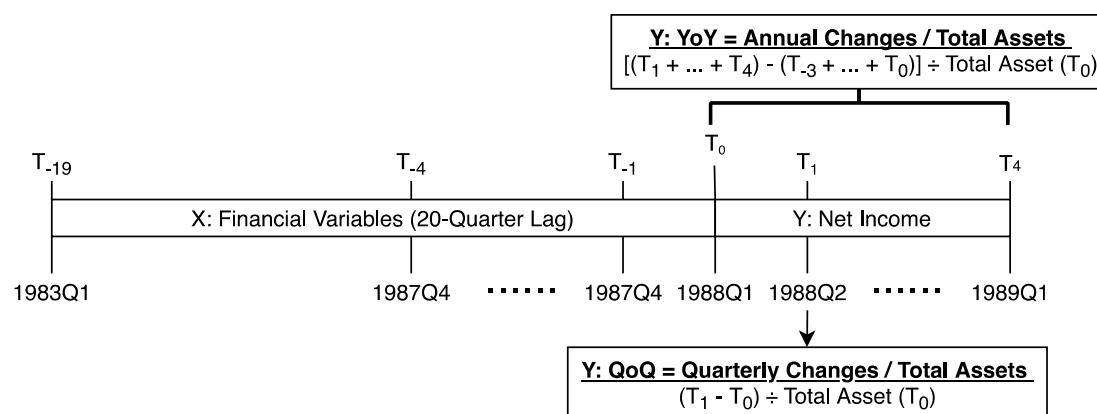 Y: YoY = Annual Changes / Total Assets
[(T₁ + ... + T₄) - (T₋₃ + ... + T₀)] ÷ Total Asset (T₀)
T₋₁₉ T₋₄ T₋₁ T₀ T₁ T₄
X: Financial Variables (20-Quarter Lag) Y: Net Income
1983Q1 1987Q4 ...... 1987Q4 1988Q1 1988Q2 ...... 1989Q1
Y: QoQ = Quarterly Changes / Total Assets
(T₁ - T₀) ÷ Total Asset (T₀)